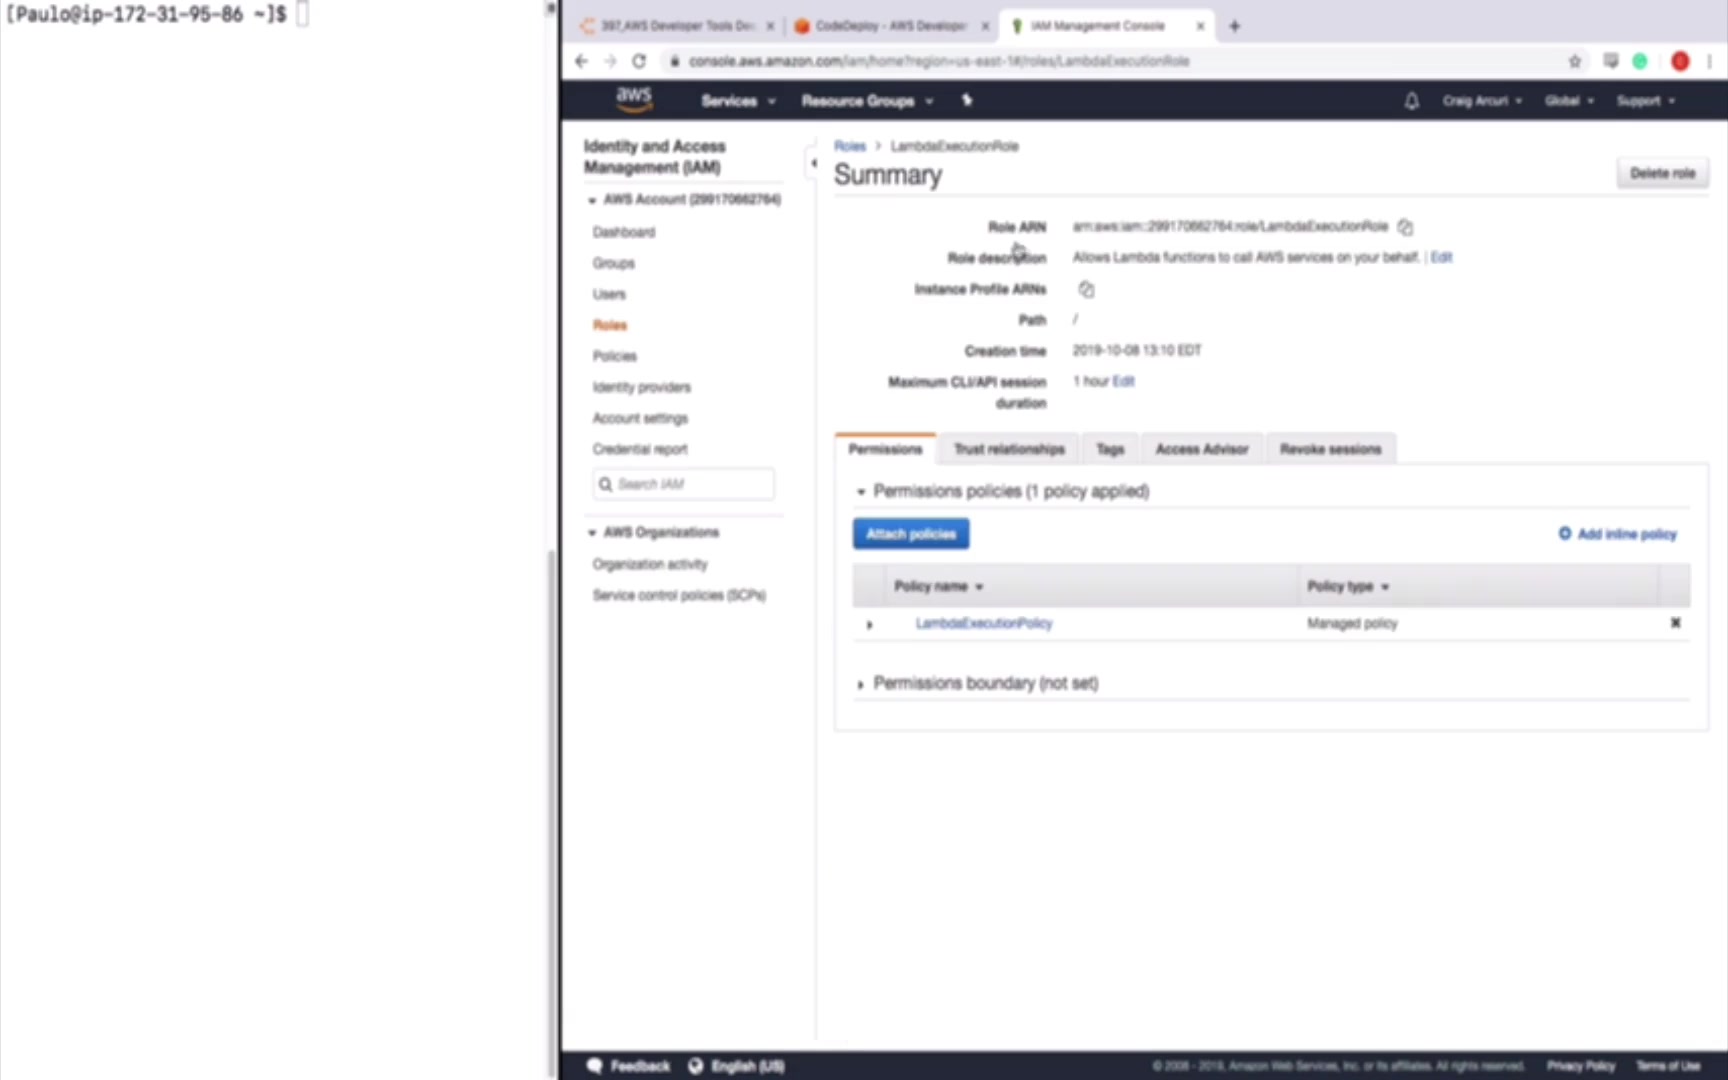 [Paulo@ip-172-31-95-86 ~]$
397_AWS Developer Tools Dec
CodeDeploy - AWS Developer
IAM Management Console
console.aws.amazon.com/iam/home?region=us-east-1#/roles/LambdaExecutionRole
aws
Services
Resource Groups
Craig Arcuri
Global
Support
Identity and Access
Management (IAM)
AWS Account (299170662764)
Dashboard
Groups
Users
Roles
Policies
Identity providers
Account settings
Credential report
Search IAM
AWS Organizations
Organization activity
Service control policies (SCPs)
Roles > LambdaExecutionRole
Summary
Delete role
Role ARN arn:aws:iam::299170662764:role/LambdaExecutionRole
Role description Allows Lambda functions to call AWS services on your behalf. | Edit
Instance Profile ARNs
Path /
Creation time 2019-10-08 13:10 EDT
Maximum CLI/API session
duration
1 hour Edit
Permissions
Trust relationships
Tags
Access Advisor
Revoke sessions
Permissions policies (1 policy applied)
Attach policies
Add inline policy
Policy name
Policy type
LambdaExecutionPolicy
Managed policy
Permissions boundary (not set)
Feedback
English (US)
© 2008 - 2019, Amazon Web Services, Inc. or its affiliates. All rights reserved.
Privacy Policy
Terms of Use